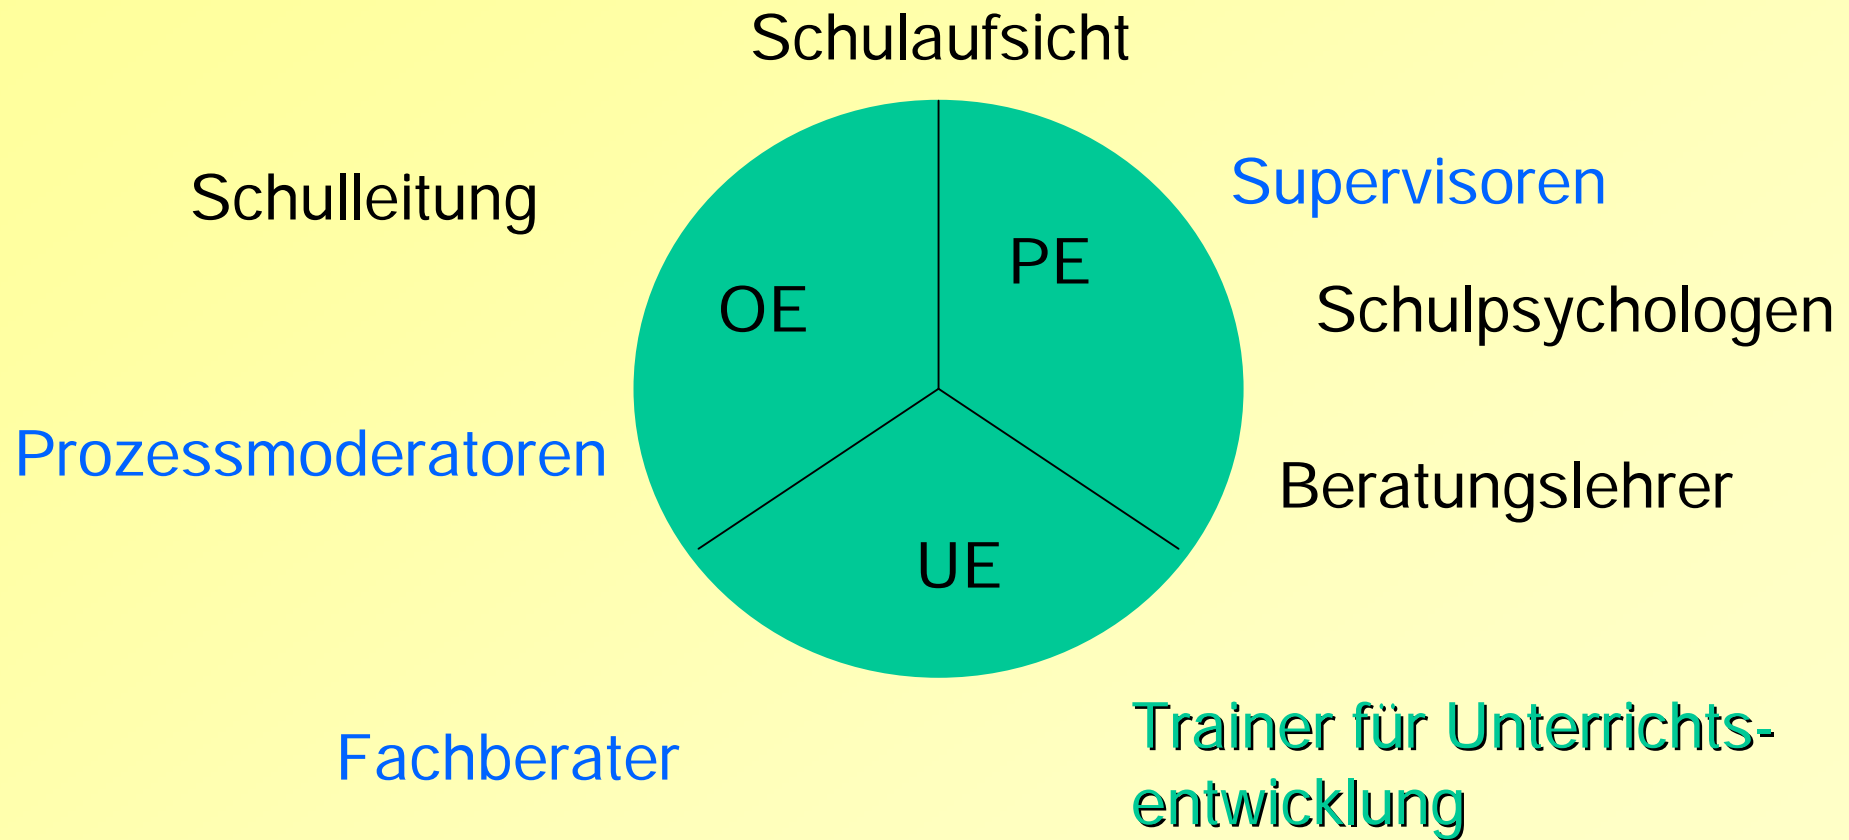 Schulaufsicht
Schulleitung
Supervisoren
PE
OE
Schulpsychologen
Prozessmoderatoren
Beratungslehrer
UE
Trainer für Unterrichts-
entwicklung
Fachberater